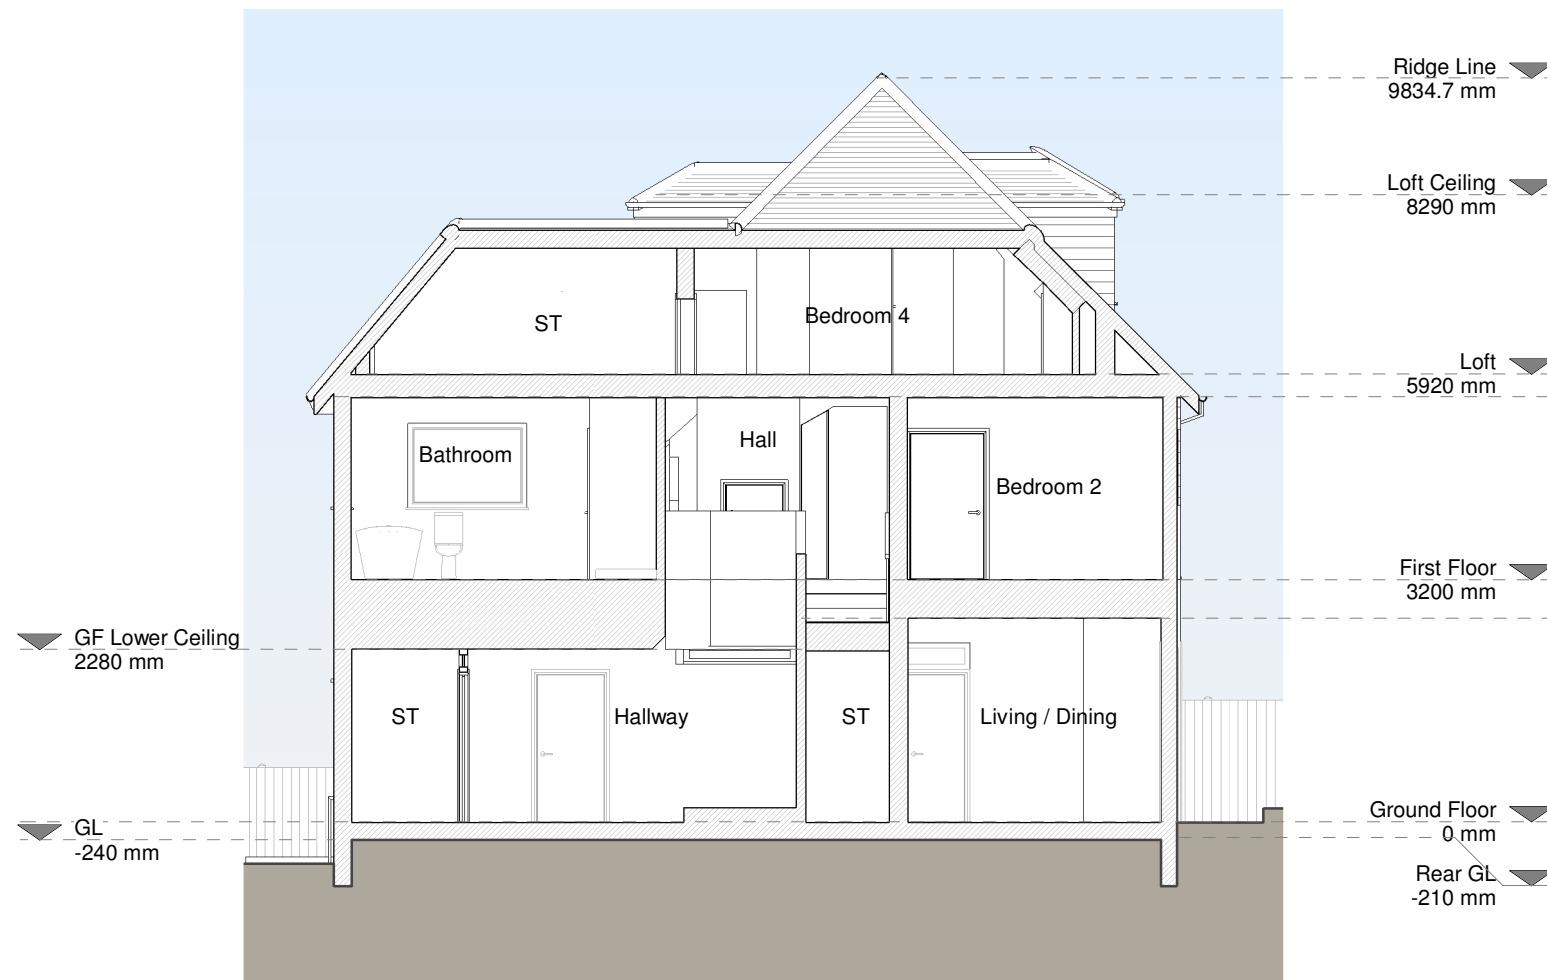 Ridge Line
9834.7 mm
Loft Ceiling
8290 mm
ST
Bedroom 4
Loft
5920 mm
Bathroom
Hall
Bedroom 2
First Floor
3200 mm
GF Lower Ceiling
2280 mm
ST
Hallway
ST
Living / Dining
Ground Floor
0 mm
GL
-240 mm
Rear GL
-210 mm